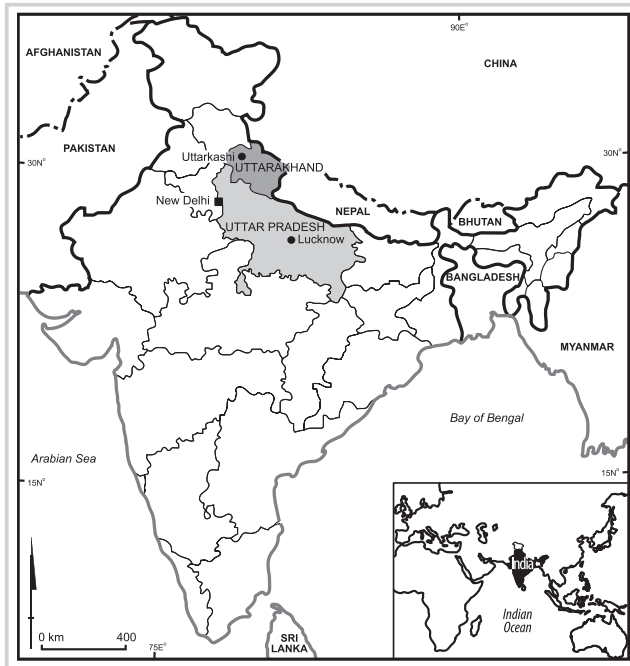 90E°
AFGHANISTAN
CHINA
PAKISTAN
30N°
30N°
Uttarkashi
UTTARAKHAND
New Delhi
NEPAL
BHUTAN
UTTAR PRADESH
Lucknow
BANGLADESH
MYANMAR
Bay of Bengal
Arabian Sea
15N°
15N°
India
Indian
Ocean
0 km 400
SRI
LANKA
75E°